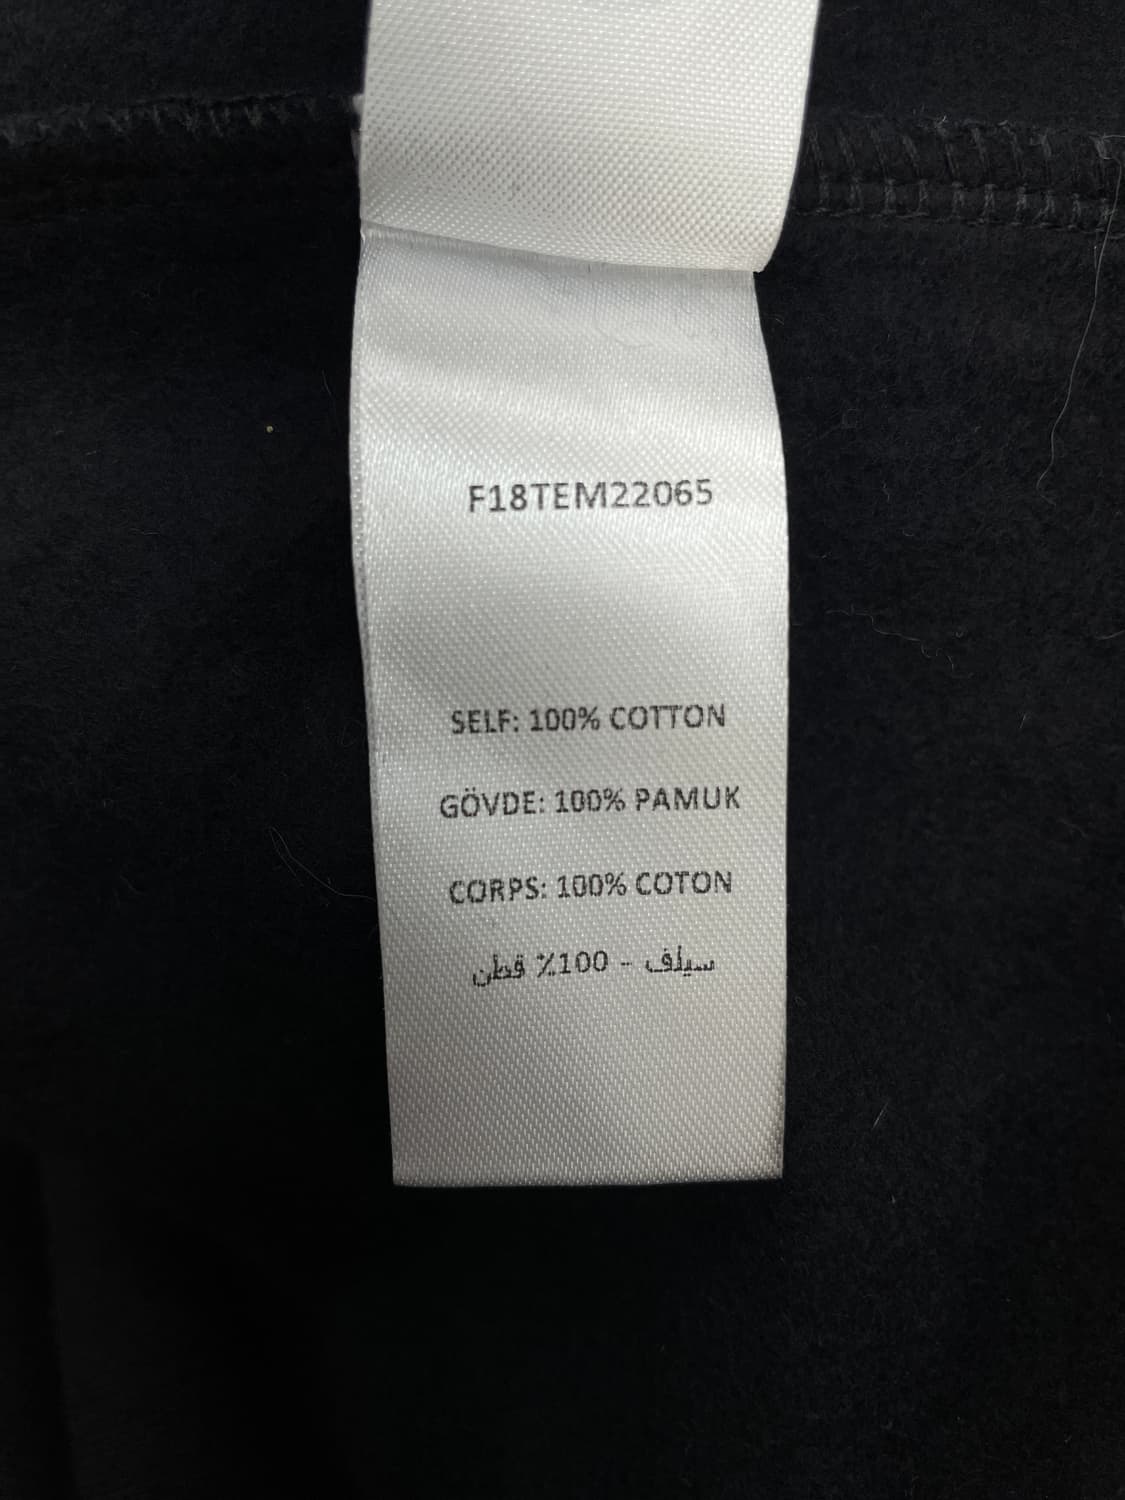 F18TEM22065
SELF: 100% COTTON
GÖVDE: 100% PAMUK
CORPS: 100% COTON
سيلف - 100٪ قطن